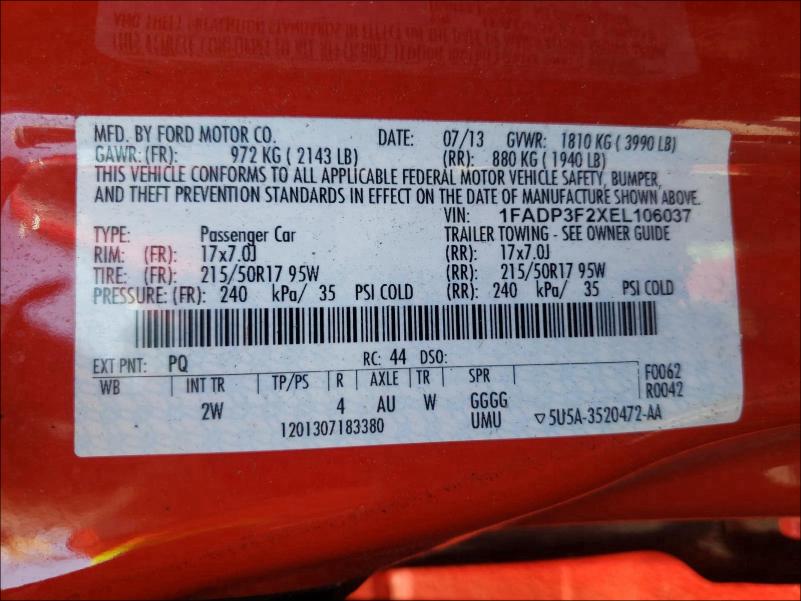 MFD. BY FORD MOTOR CO. DATE: 07/13 GVWR: 1810 KG ( 3990 LB)
GAWR: (FR): 972 KG ( 2143 LB) (RR): 880 KG ( 1940 LB)
THIS VEHICLE CONFORMS TO ALL APPLICABLE FEDERAL MOTOR VEHICLE SAFETY, BUMPER,
AND THEFT PREVENTION STANDARDS IN EFFECT ON THE DATE OF MANUFACTURE SHOWN ABOVE.
VIN: 1FADP3F2XEL106037
TYPE: Passenger Car TRAILER TOWING - SEE OWNER GUIDE
RIM: (FR) 17x7.0J (RR): 17x7.0J
TIRE: (FR) 215/50R17 95W (RR): 215/50R17 95W
PRESSURE: (FR): 240 kPa/ 35 PSI COLD (RR): 240 kPa/ 35 PSI COLD
EXT PNT: PQ RC: 44 DSO:
WB INT TR TP/PS R AXLE TR SPR F0062
R0042
2W 4 AU W GGGG
1201307183380 UMU ▽5U5A-3520472-AA